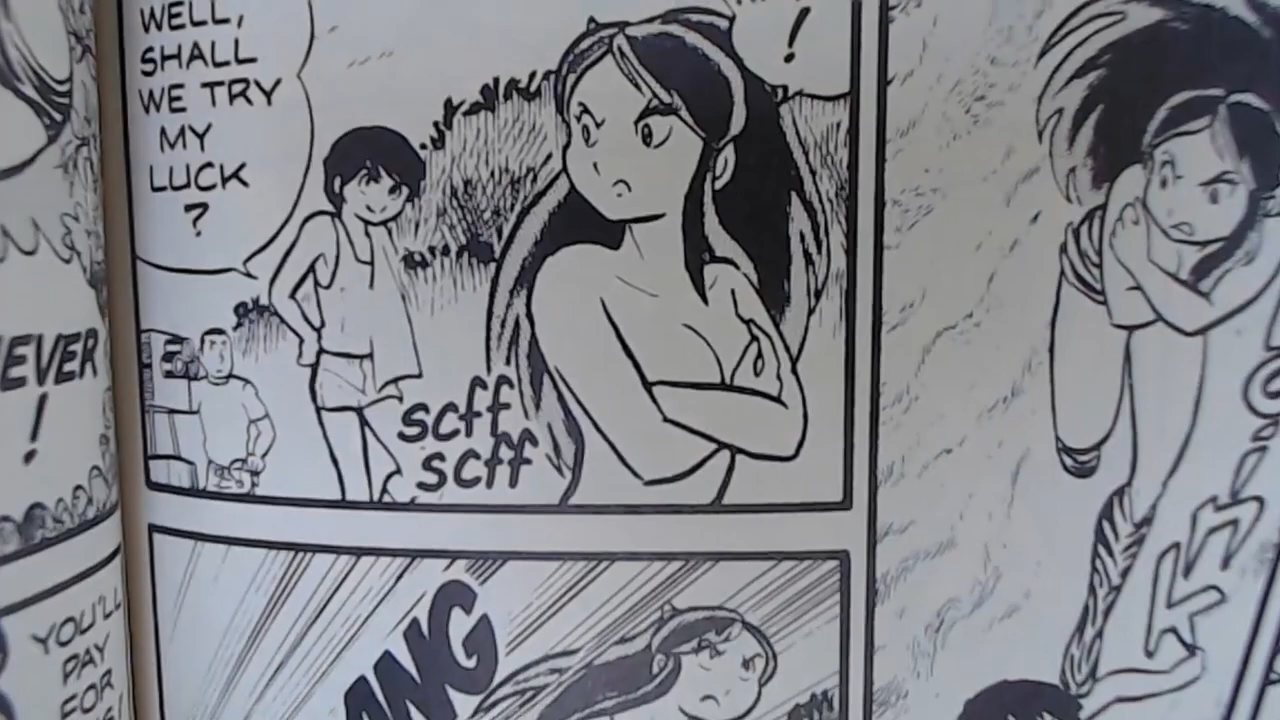 WELL,
SHALL
WE TRY
MY
LUCK
?
!
EVER
!
scff
scff
YOU'LL
PAY
FOR
ANG